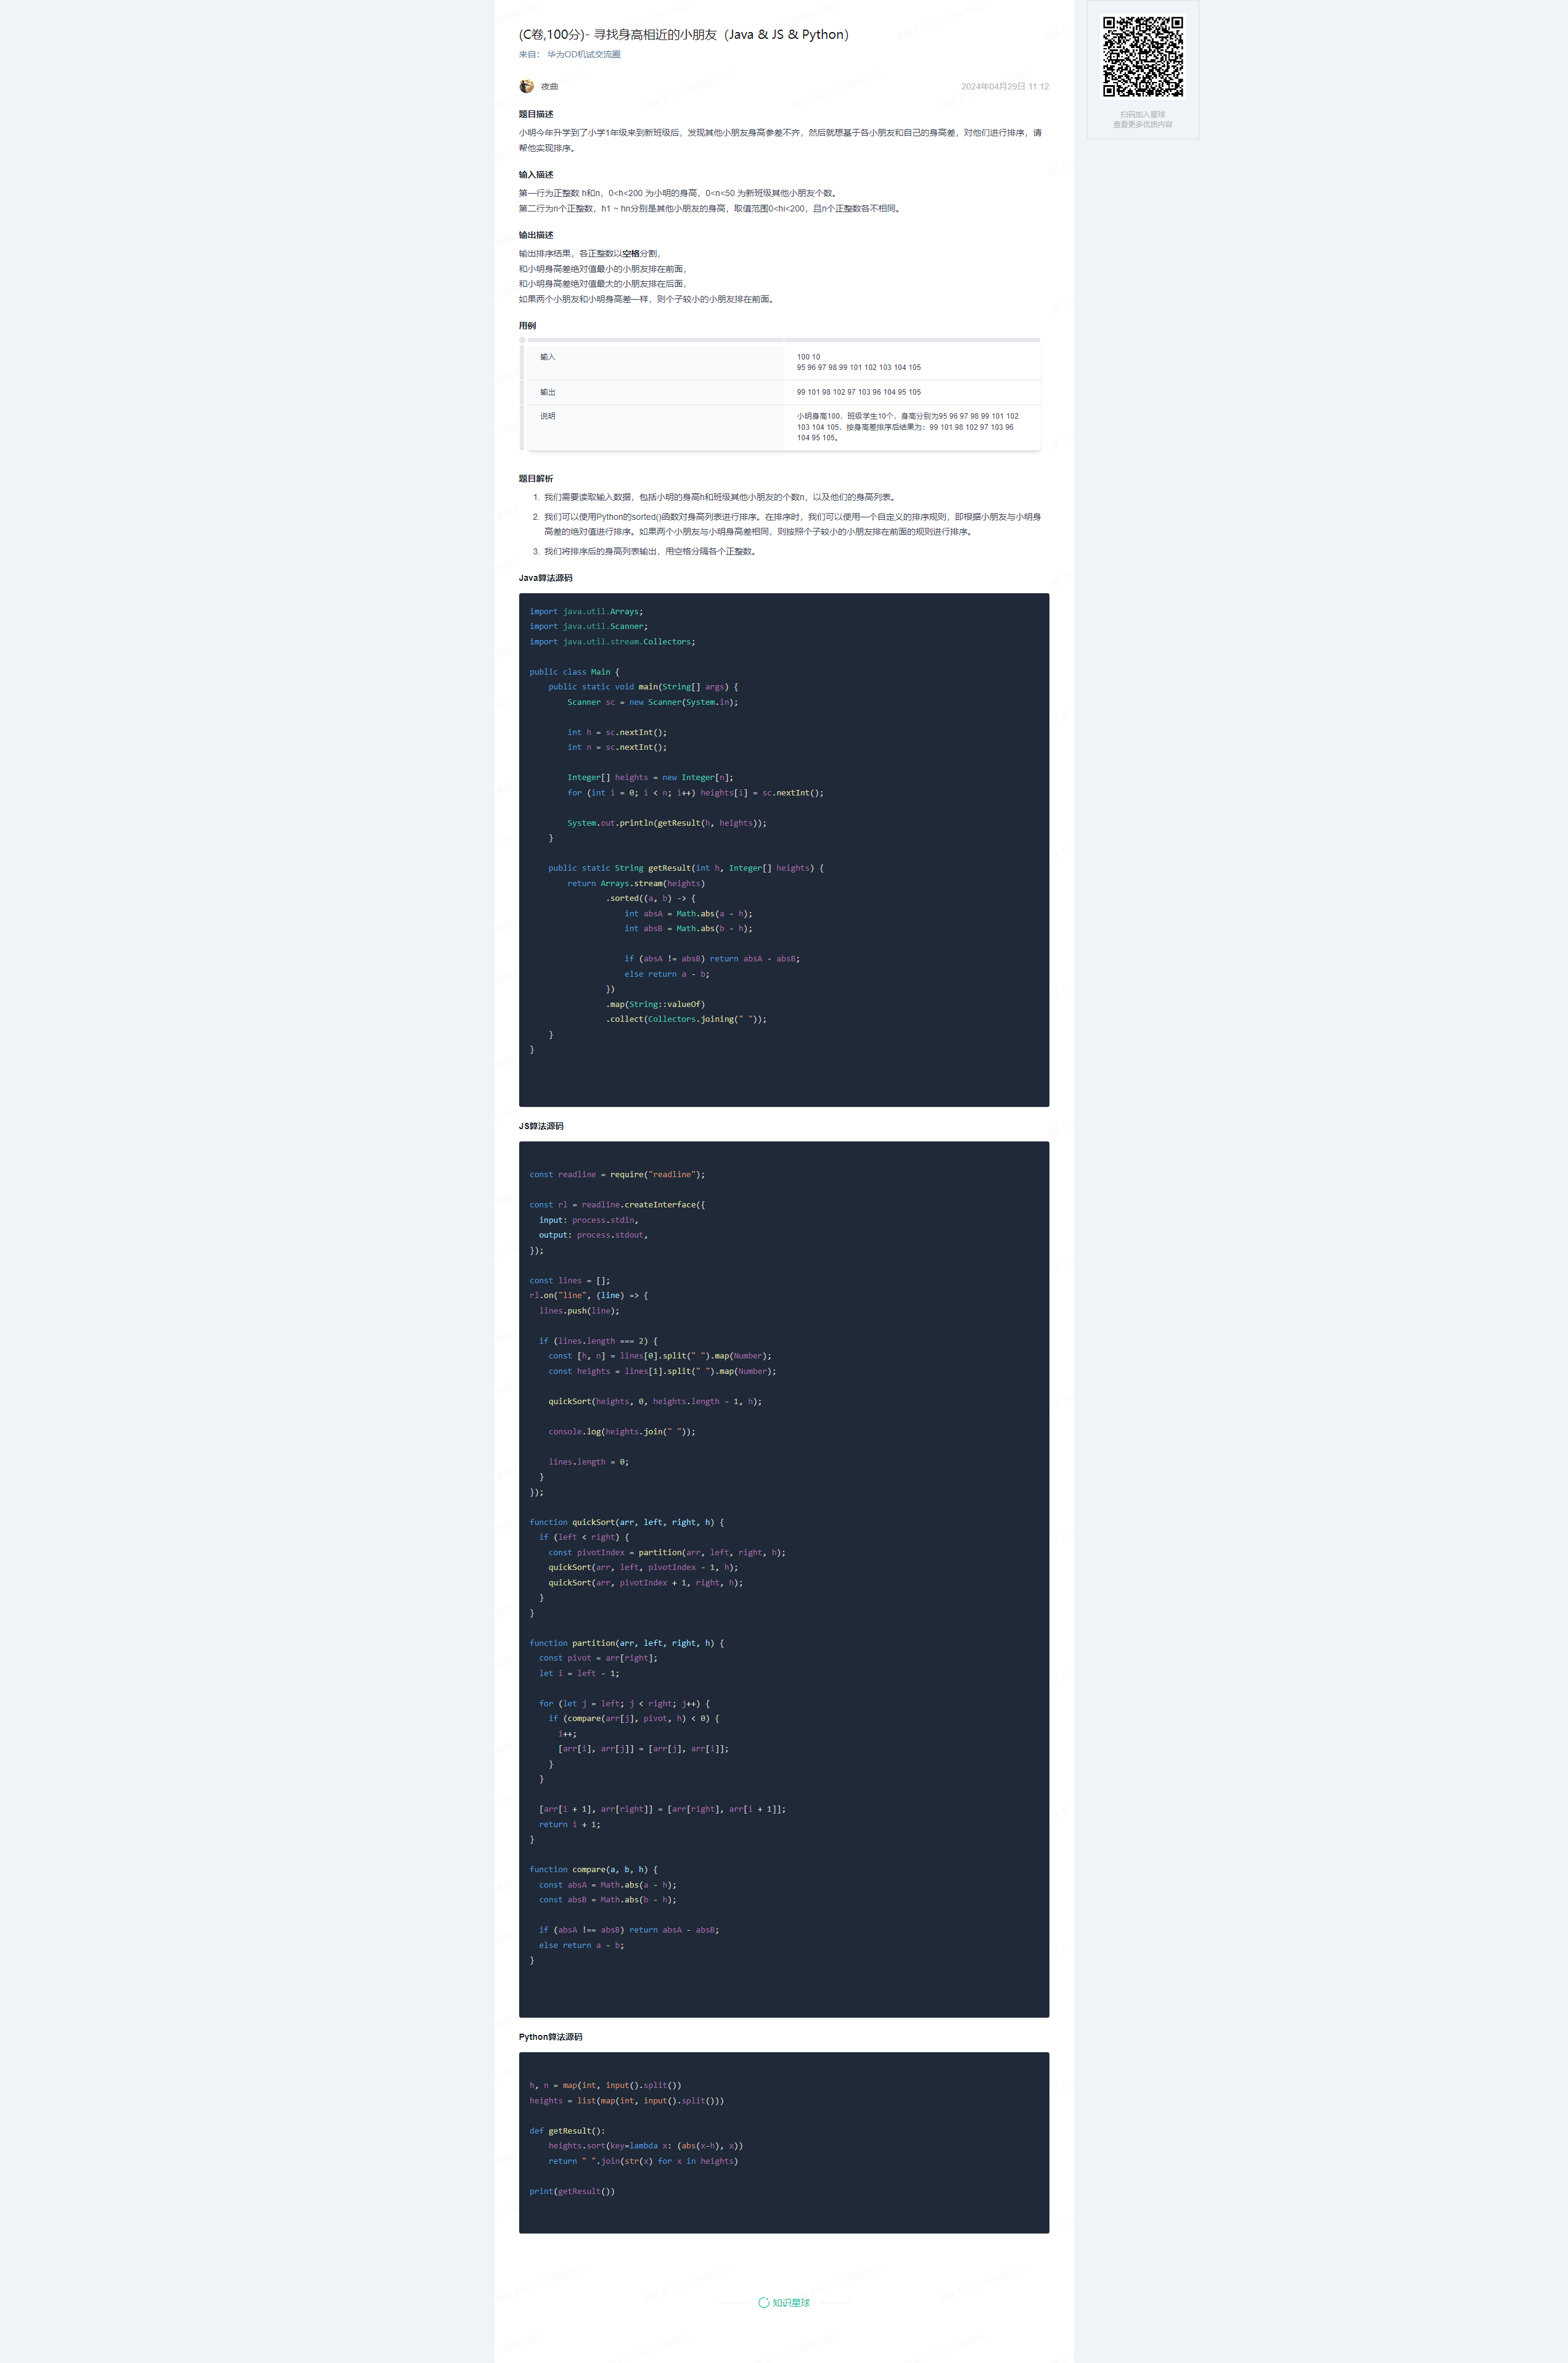 (C卷,100分)- 寻找身高相近的小朋友（Java & JS & Python）
来自： 华为OD机试交流圈
夜曲
2024年04月29日 11:12
扫码加入星球
查看更多优质内容
题目描述
小明今年升学到了小学1年级来到新班级后，发现其他小朋友身高参差不齐，然后就想基于各小朋友和自己的身高差，对他们进行排序，请
帮他实现排序。
输入描述
第一行为正整数 h和n，0<h<200 为小明的身高，0<n<50 为新班级其他小朋友个数。
第二行为n个正整数，h1 ~ hn分别是其他小朋友的身高，取值范围0<hi<200，且n个正整数各不相同。
输出描述
输出排序结果，各正整数以空格分割，
和小明身高差绝对值最小的小朋友排在前面，
和小明身高差绝对值最大的小朋友排在后面，
如果两个小朋友和小明身高差一样，则个子较小的小朋友排在前面。
用例
输入
100 10
95 96 97 98 99 101 102 103 104 105
输出
99 101 98 102 97 103 96 104 95 105
说明
小明身高100，班级学生10个，身高分别为95 96 97 98 99 101 102
103 104 105，按身高差排序后结果为：99 101 98 102 97 103 96
104 95 105。
题目解析
1. 我们需要读取输入数据，包括小明的身高h和班级其他小朋友的个数n，以及他们的身高列表。
2. 我们可以使用Python的sorted()函数对身高列表进行排序。在排序时，我们可以使用一个自定义的排序规则，即根据小朋友与小明身
高差的绝对值进行排序。如果两个小朋友与小明身高差相同，则按照个子较小的小朋友排在前面的规则进行排序。
3. 我们将排序后的身高列表输出，用空格分隔各个正整数。
Java算法源码
import java.util.Arrays;
import java.util.Scanner;
import java.util.stream.Collectors;
public class Main {
    public static void main(String[] args) {
        Scanner sc = new Scanner(System.in);
        int h = sc.nextInt();
        int n = sc.nextInt();
        Integer[] heights = new Integer[n];
        for (int i = 0; i < n; i++) heights[i] = sc.nextInt();
        System.out.println(getResult(h, heights));
    }
    public static String getResult(int h, Integer[] heights) {
        return Arrays.stream(heights)
                .sorted((a, b) -> {
                    int absA = Math.abs(a - h);
                    int absB = Math.abs(b - h);
                    if (absA != absB) return absA - absB;
                    else return a - b;
                })
                .map(String::valueOf)
                .collect(Collectors.joining(" "));
    }
}
JS算法源码
const readline = require("readline");
const rl = readline.createInterface({
  input: process.stdin,
  output: process.stdout,
});
const lines = [];
rl.on("line", (line) => {
  lines.push(line);
  if (lines.length === 2) {
    const [h, n] = lines[0].split(" ").map(Number);
    const heights = lines[1].split(" ").map(Number);
    quickSort(heights, 0, heights.length - 1, h);
    console.log(heights.join(" "));
    lines.length = 0;
  }
});
function quickSort(arr, left, right, h) {
  if (left < right) {
    const pivotIndex = partition(arr, left, right, h);
    quickSort(arr, left, pivotIndex - 1, h);
    quickSort(arr, pivotIndex + 1, right, h);
  }
}
function partition(arr, left, right, h) {
  const pivot = arr[right];
  let i = left - 1;
  for (let j = left; j < right; j++) {
    if (compare(arr[j], pivot, h) < 0) {
      i++;
      [arr[i], arr[j]] = [arr[j], arr[i]];
    }
  }
  [arr[i + 1], arr[right]] = [arr[right], arr[i + 1]];
  return i + 1;
}
function compare(a, b, h) {
  const absA = Math.abs(a - h);
  const absB = Math.abs(b - h);
  if (absA !== absB) return absA - absB;
  else return a - b;
}
Python算法源码
h, n = map(int, input().split())
heights = list(map(int, input().split()))
def getResult():
    heights.sort(key=lambda x: (abs(x-h), x))
    return " ".join(str(x) for x in heights)
print(getResult())
知识星球